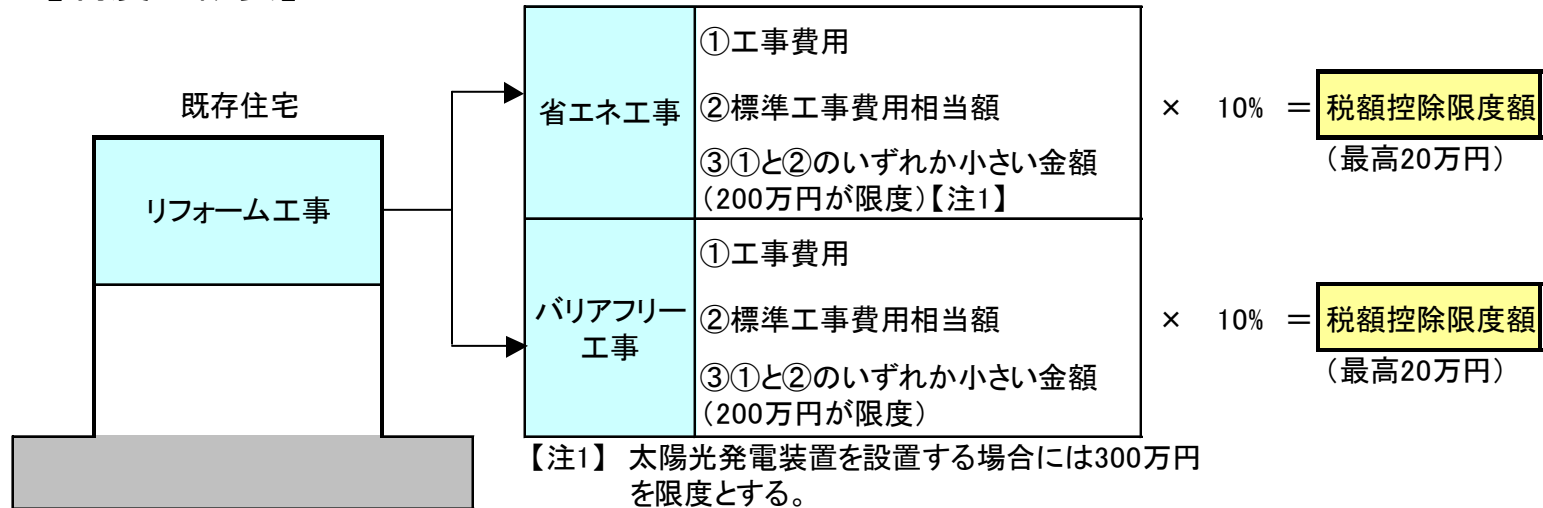 既存住宅
リフォーム工事
省エネ工事
①工事費用
②標準工事費用相当額
③①と②のいずれか小さい金額
(200万円が限度)【注1】
× 10% = 税額控除限度額
(最高20万円)
バリアフリー
工事
①工事費用
②標準工事費用相当額
③①と②のいずれか小さい金額
(200万円が限度)
× 10% = 税額控除限度額
(最高20万円)
【注1】 太陽光発電装置を設置する場合には300万円
を限度とする。